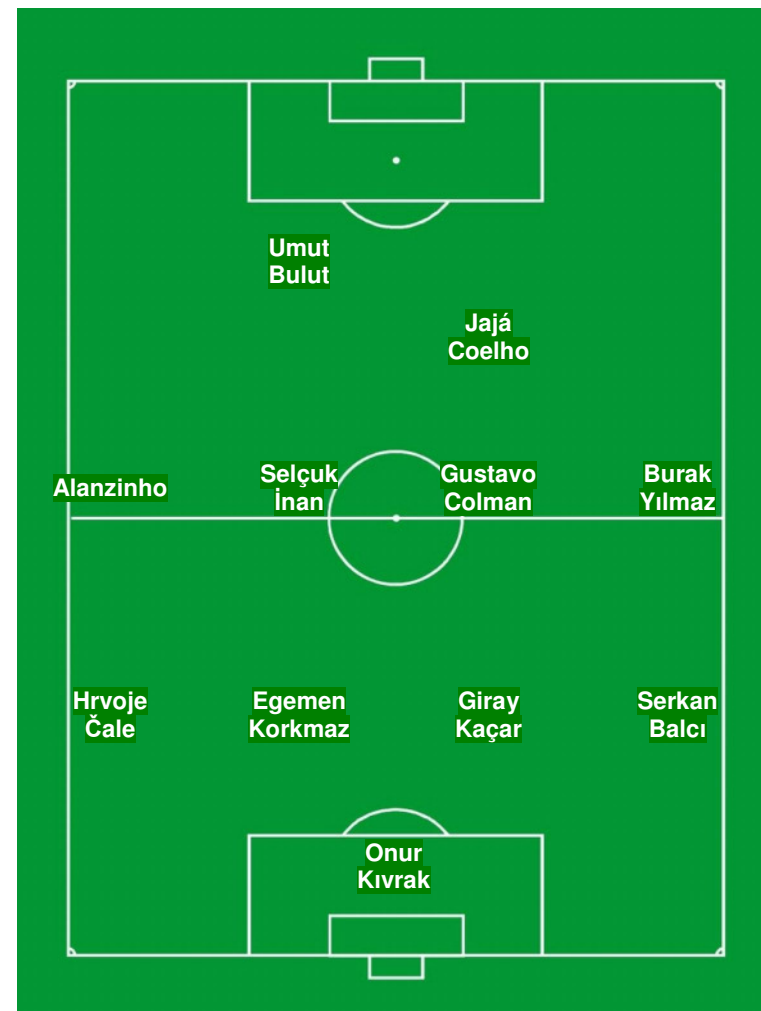 Umut
Bulut
Jajá
Coelho
Alanzinho
Selçuk
İnan
Gustavo
Colman
Burak
Yılmaz
Hrvoje
Čale
Egemen
Korkmaz
Giray
Kaçar
Serkan
Balcı
Onur
Kıvrak